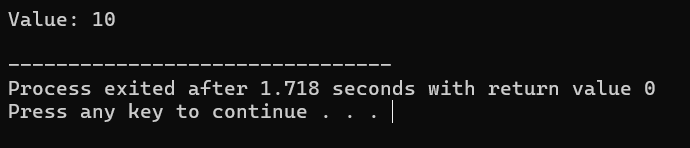 Value: 10
--------------------------------
Process exited after 1.718 seconds with return value 0
Press any key to continue . . .